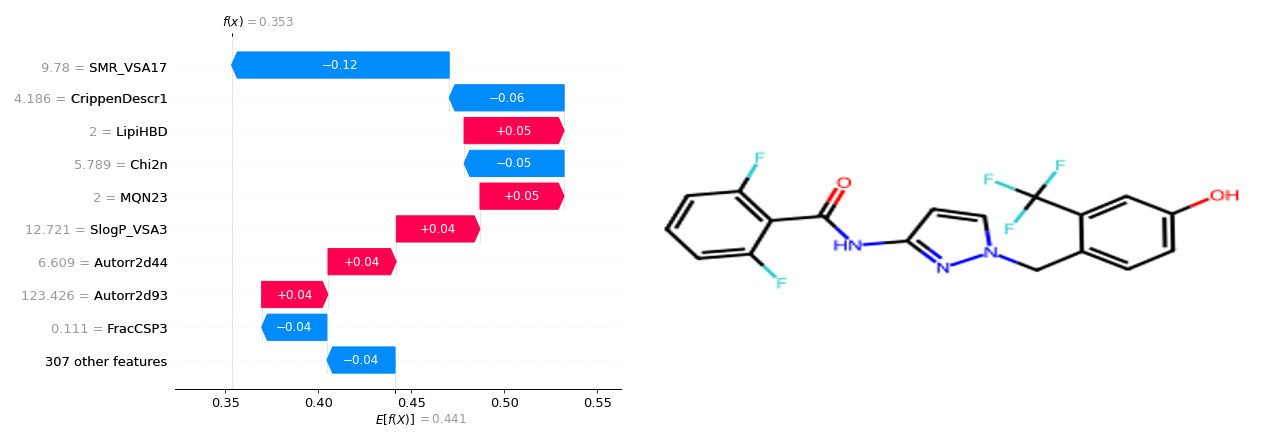 f(x) = 0.353
9.78 = SMR_VSA17
−0.12
4.186 = CrippenDescr1
−0.06
2 = LipiHBD
+0.05
5.789 = Chi2n
−0.05
2 = MQN23
+0.05
12.721 = SlogP_VSA3
+0.04
6.609 = Autorr2d44
+0.04
123.426 = Autorr2d93
+0.04
0.111 = FracCSP3
−0.04
307 other features
−0.04
0.35 0.40 0.45 0.50 0.55
E[f(X)] = 0.441
F
O
F
F
OH
F
HN
N
N
F